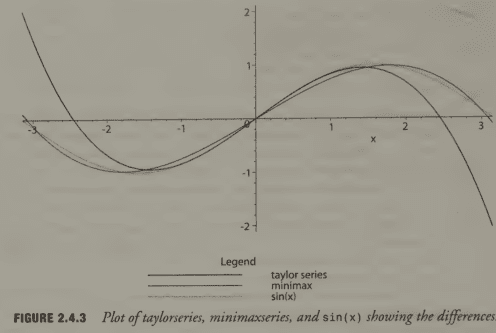 2
1
-3
-2
-1
0
1
2
3
x
-1
-2
Legend
taylor series
minimax
sin(x)
FIGURE 2.4.3 Plot of taylorseries, minimaxseries, and sin(x) showing the differences.